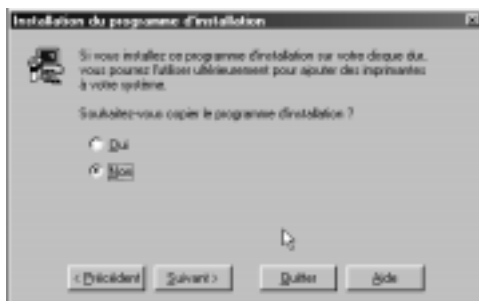 Installation du programme d'installation
Si vous installez ce programme d'installation sur votre disque dur,
vous pourrez l'utiliser ultérieurement pour ajouter des imprimantes
à votre système.
Souhaitez-vous copier le programme d'installation ?
Oui
Non
< Précédent Suivant > Quitter Aide